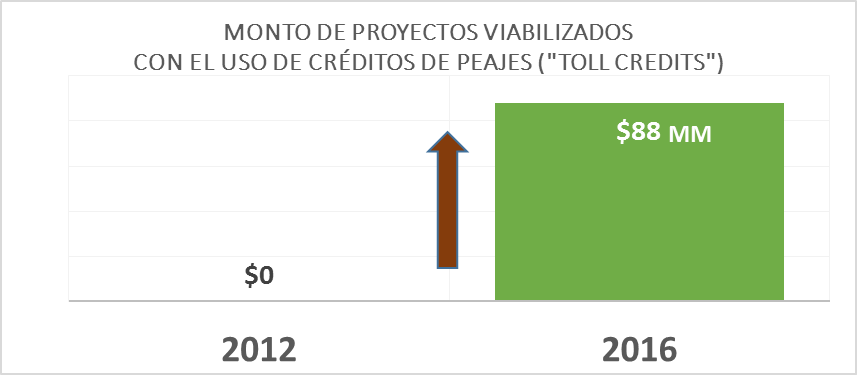 MONTO DE PROYECTOS VIABILIZADOS
CON EL USO DE CRÉDITOS DE PEAJES ("TOLL CREDITS")
$88 MM
$0
2012 2016